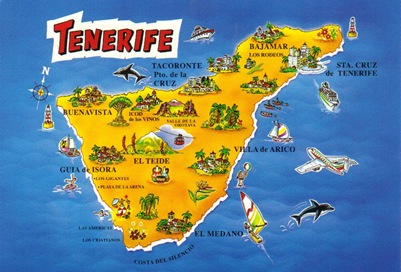 TENERIFE
BAJAMAR
LOS RODEOS
TACORONTE
Pto. de la
CRUZ
STA. CRUZ
de TENERIFE
N
BUENAVISTA
ICOD
de los VINOS
VALLE DE LA
OROTAVA
EL TEIDE
VILLA de ARICO
GUIA de ISORA
•LOS GIGANTES
•PLAYA DE LA ARENA
LAS AMERICAS
LOS CRISTIANOS
EL MEDANO
COSTA DEL SILENCIO